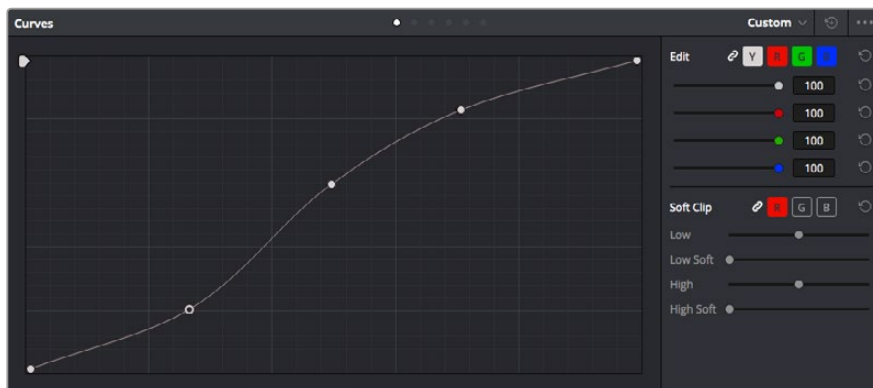 Curves
Custom
Edit
Y R G B
100
100
100
100
Soft Clip
R G B
Low
Low Soft
High
High Soft